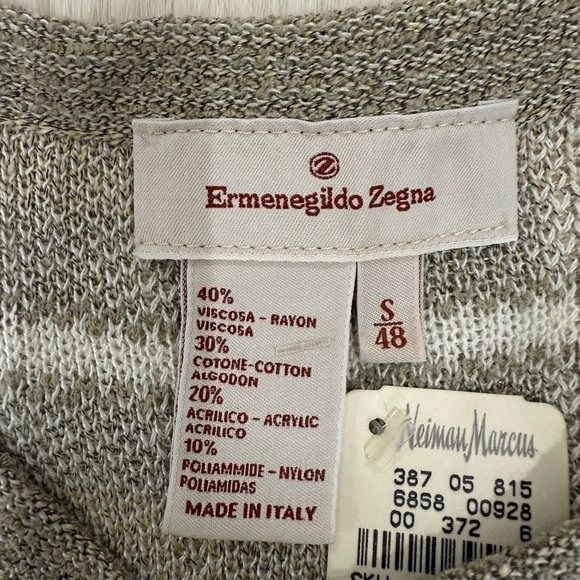 Ermenegildo Zegna
40%
VISCOSA - RAYON
VISCOSA
30%
COTONE-COTTON
ALGODON
20%
ACRILICO - ACRYLIC
ACRILICO
10%
POLIAMMIDE - NYLON
POLIAMIDAS
MADE IN ITALY
S
48
Neiman Marcus
387 05 815
6858 00928
00 372 6
SKU